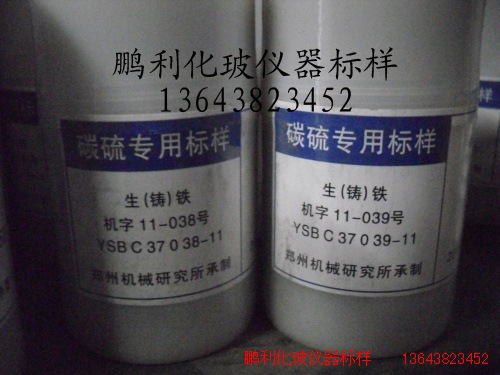 鹏利化玻仪器标样
13643823452
碳硫专用标样
生(铸)铁
机字 11-038号
YSB C 37 0 38-11
郑州机械研究所承制
碳硫专用标样
生(铸)铁
机字 11-039号
YSB C 37 0 39-11
郑州机械研究所承制
鹏利化玻仪器标样 13643823452